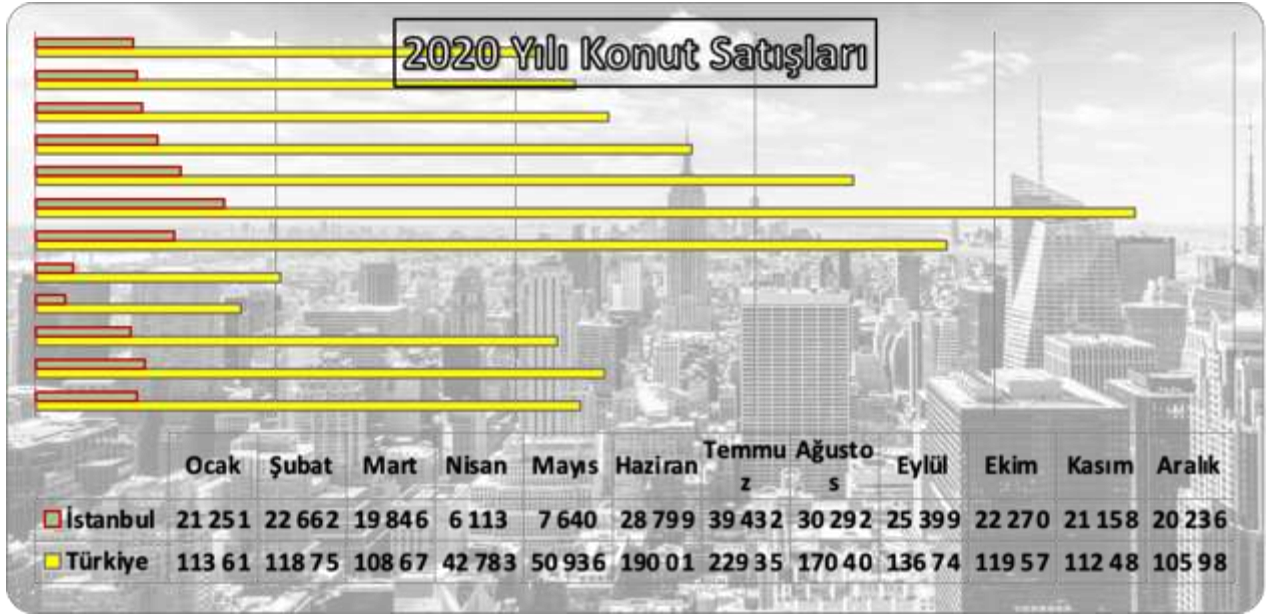 2020 Yılı Konut Satışları
Ocak Şubat Mart Nisan Mayıs Haziran Temmu Ağusto Eylül Ekim Kasım Aralık
z s
İstanbul 21 251 22 662 19 846 6 113 7 640 28 799 39 432 30 292 25 399 22 270 21 158 20 236
Türkiye 113 61 118 75 108 67 42 783 50 936 190 01 229 35 170 40 136 74 119 57 112 48 105 98